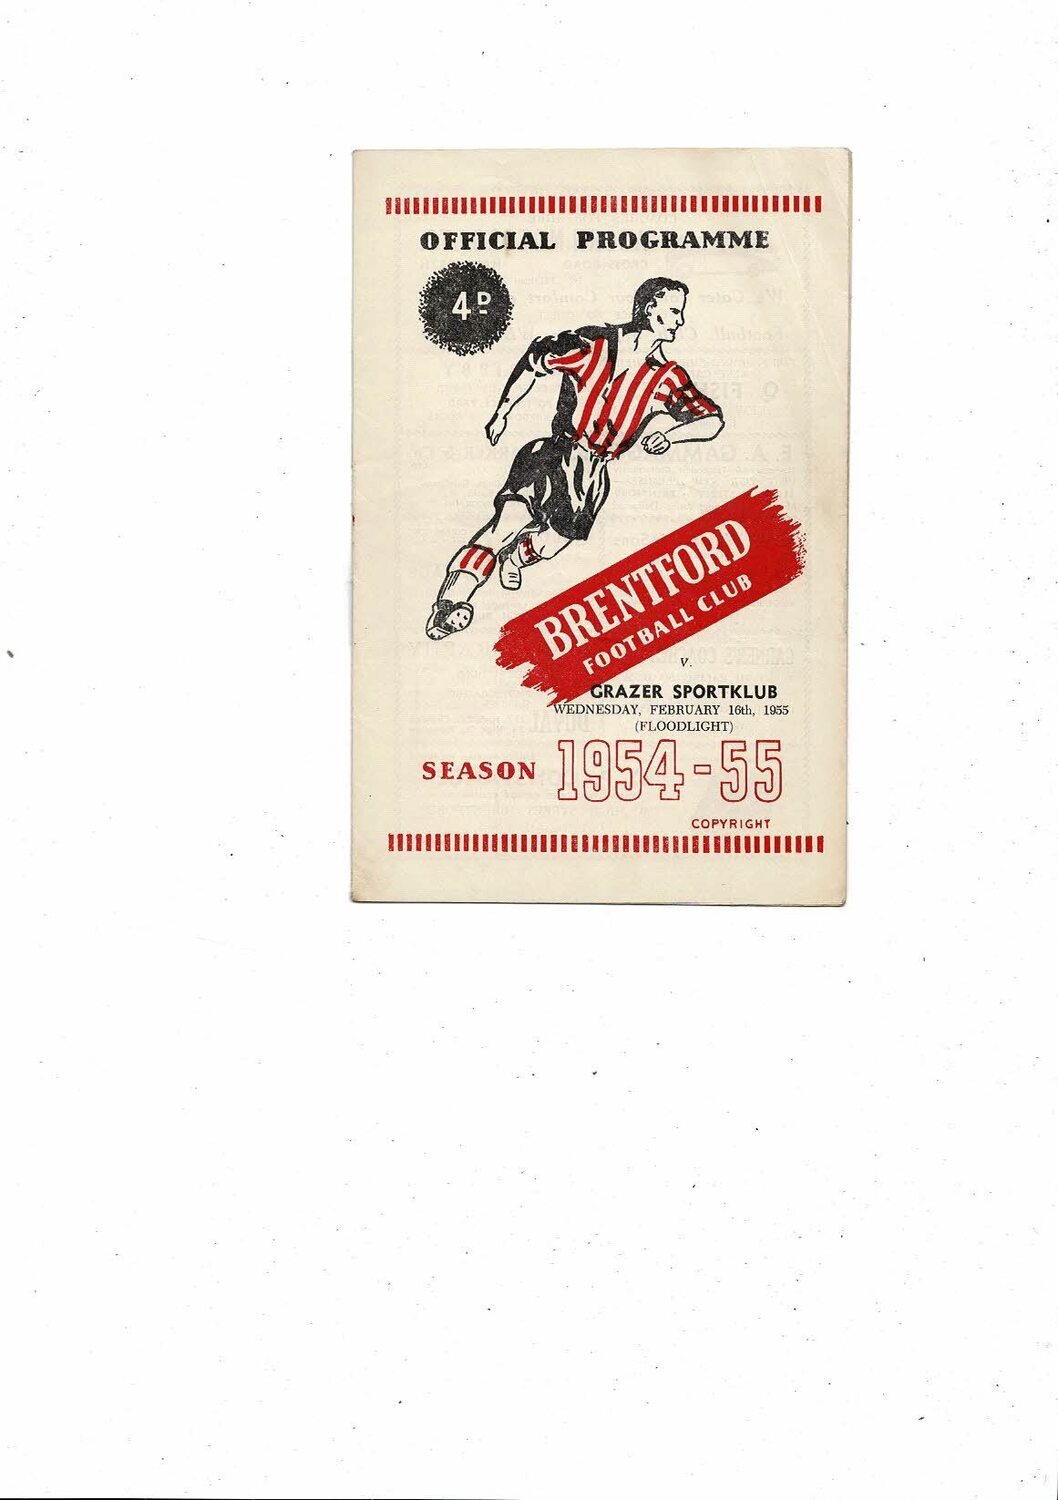 OFFICIAL PROGRAMME
4D
BRENTFORD
FOOTBALL CLUB
V.
GRAZER SPORTKLUB
WEDNESDAY, FEBRUARY 16th, 1955
(FLOODLIGHT)
SEASON 1954-55
COPYRIGHT